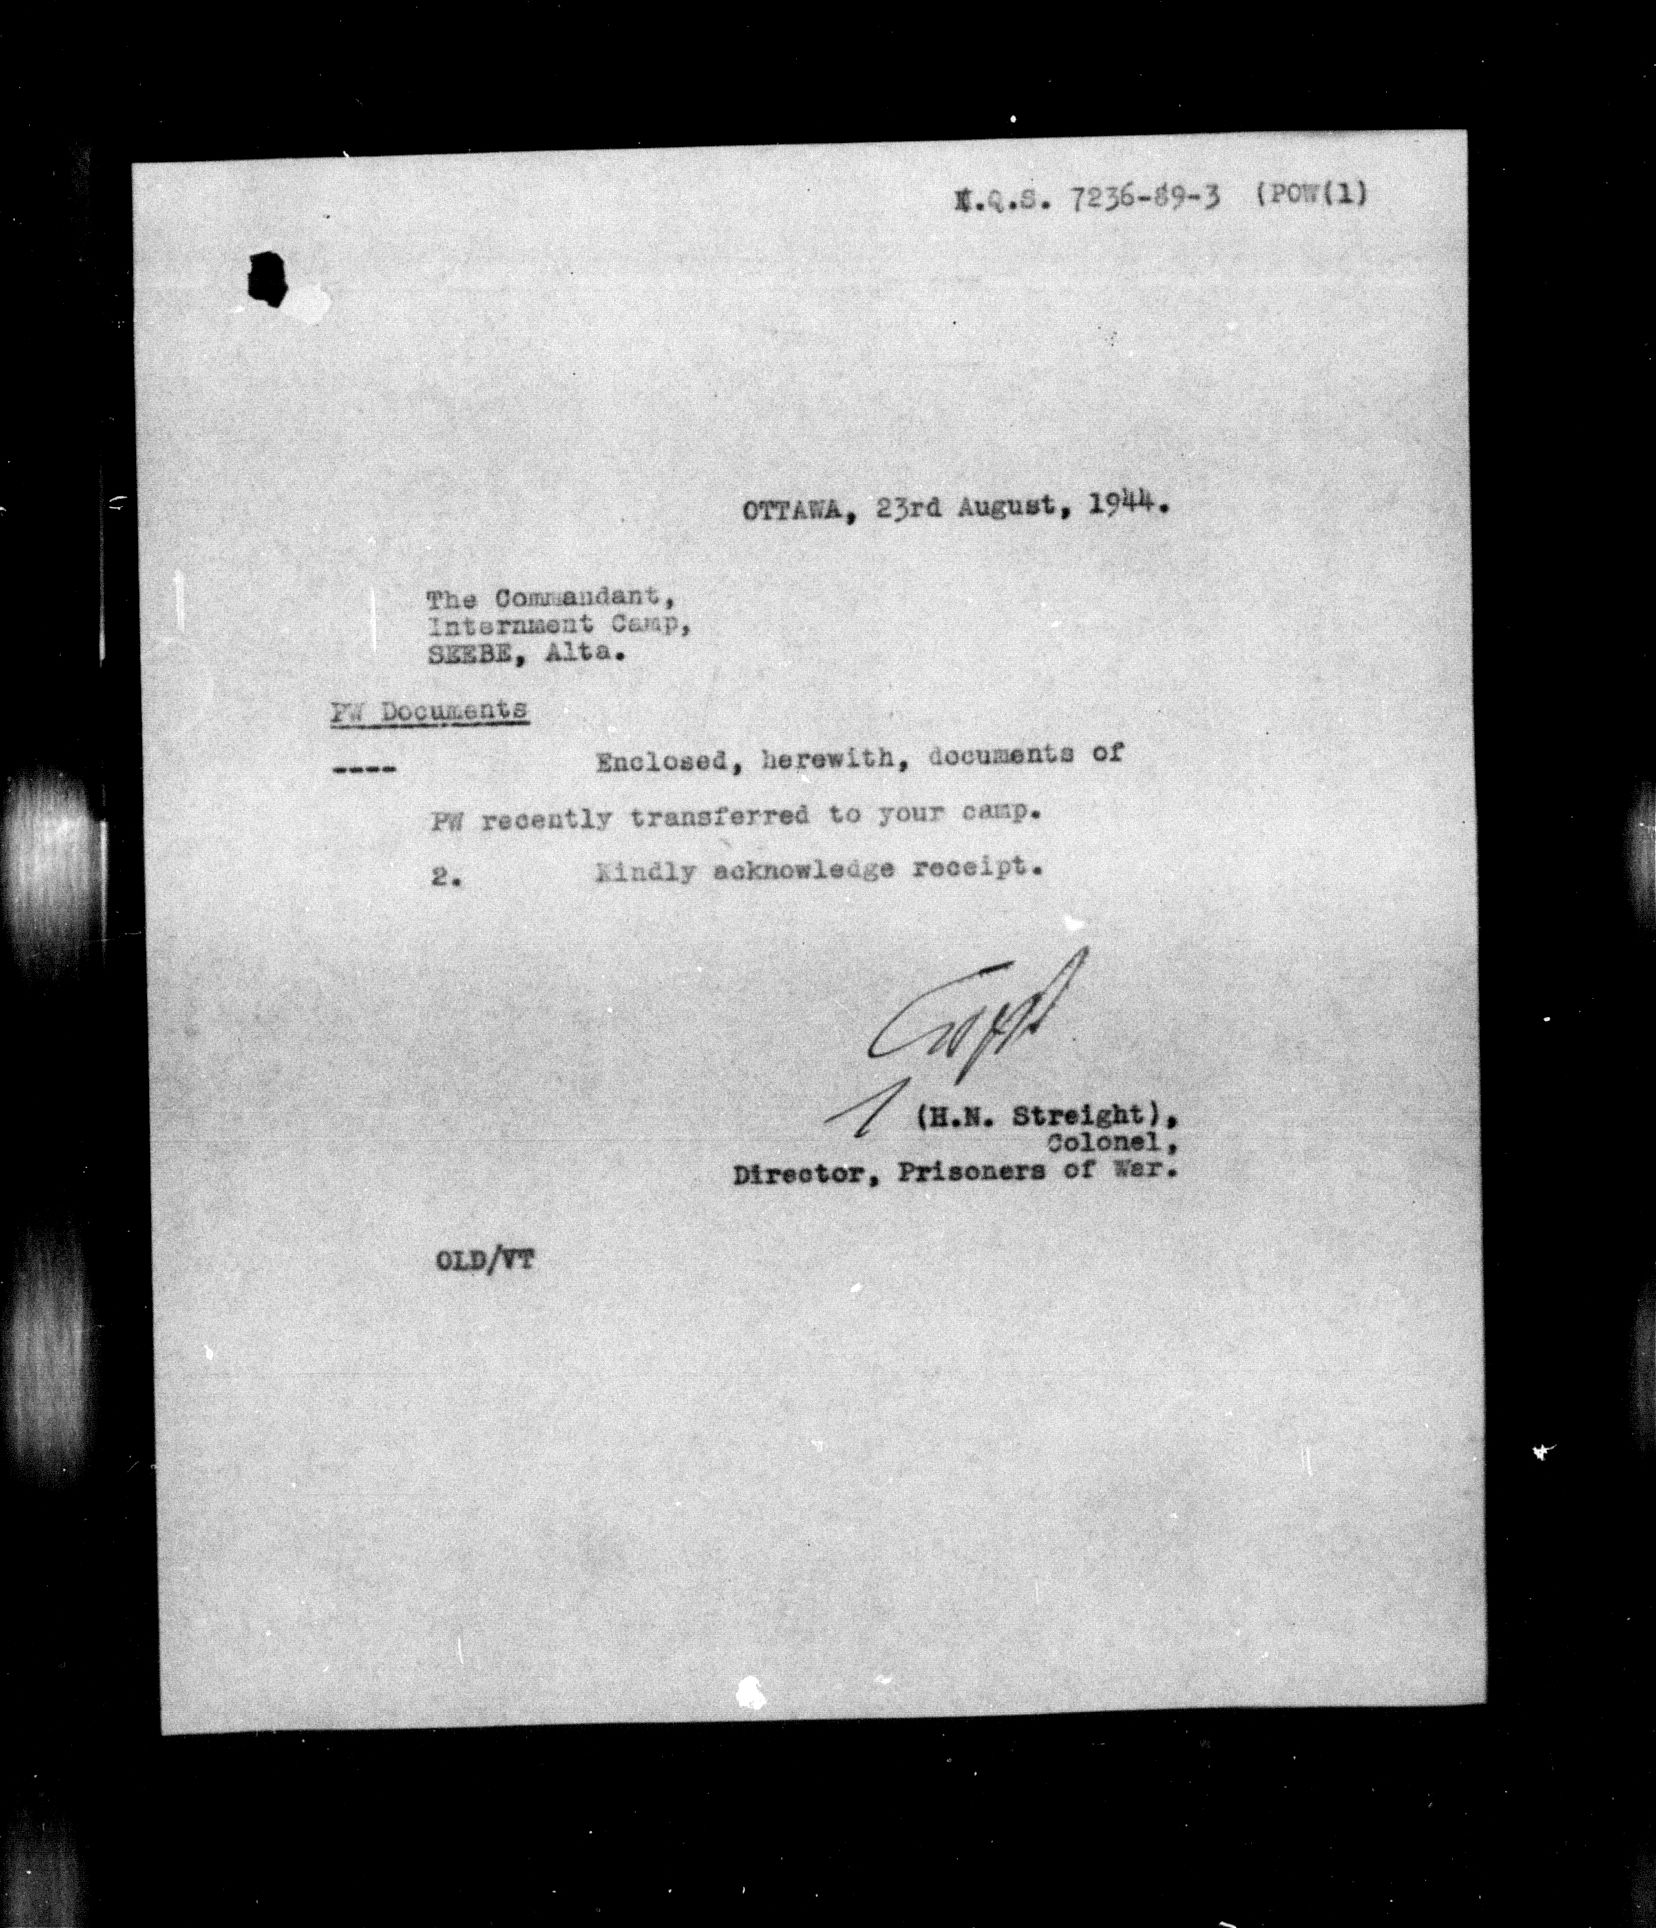 H.Q.S. 7236-89-3 (POW(1)
OTTAWA, 23rd August, 1944.
The Commandant,
Internment Camp,
SEEBE, Alta.
PW Documents
----
Enclosed, herewith, documents of
PW recently transferred to your camp.
2. Kindly acknowledge receipt.
(H.N. Streight),
Colonel,
Director, Prisoners of War.
OLD/VT